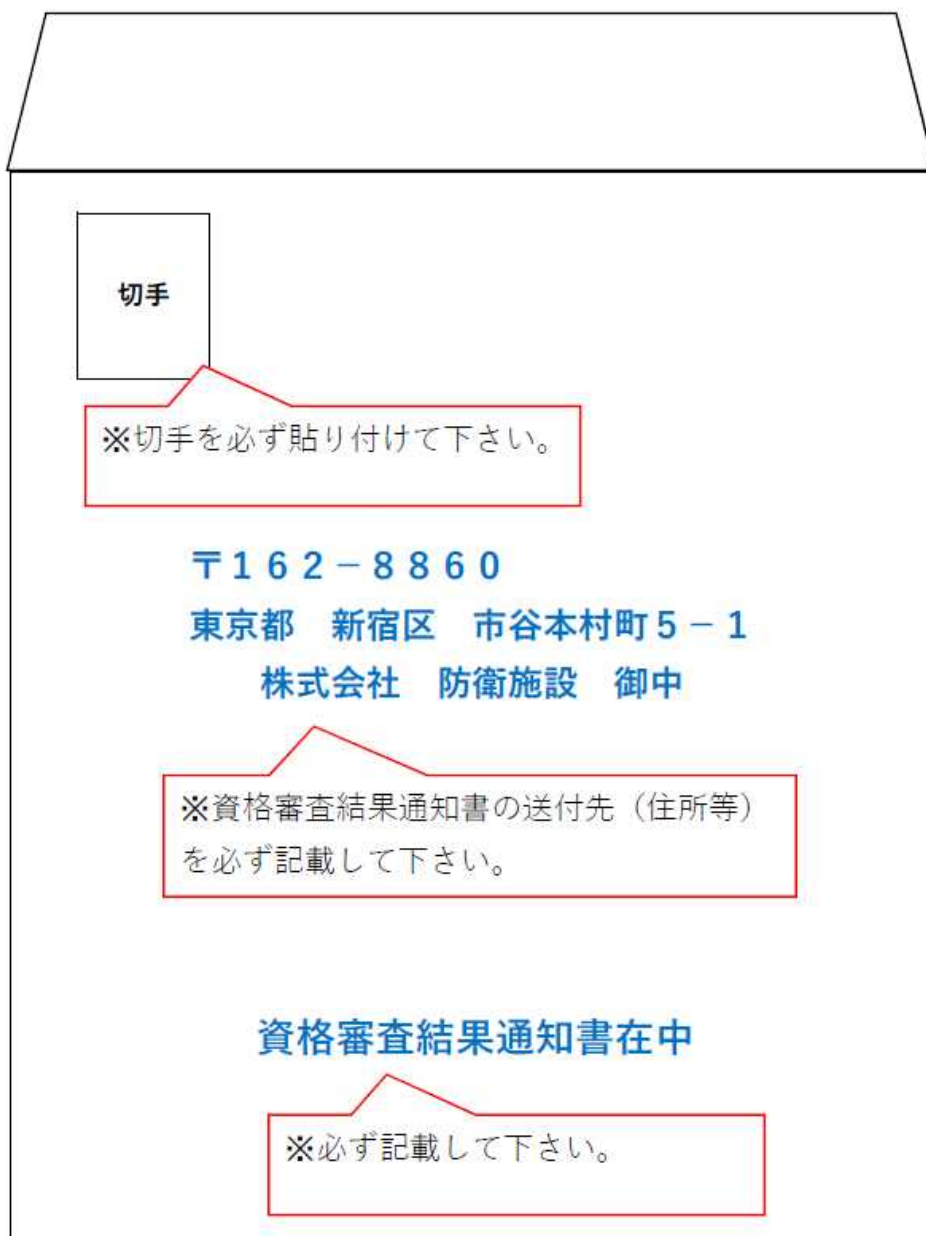 切手
※切手を必ず貼り付けて下さい。
〒１６２－８８６０
東京都　新宿区　市谷本村町５－１
株式会社　防衛施設　御中
※資格審査結果通知書の送付先（住所等）
を必ず記載して下さい。
資格審査結果通知書在中
※必ず記載して下さい。